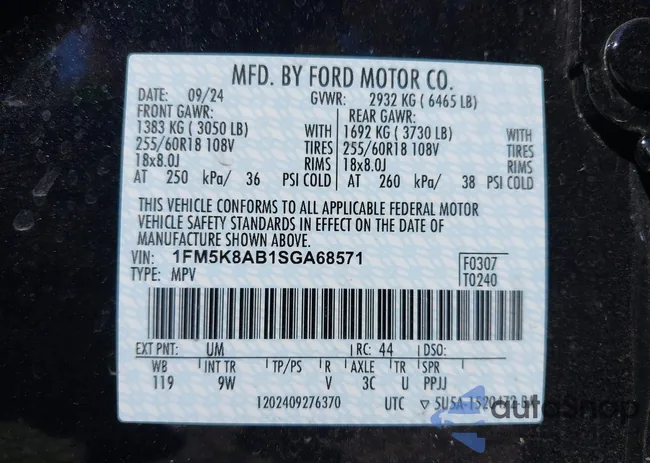 MFD. BY FORD MOTOR CO.
DATE: 09/24 GVWR: 2932 KG ( 6465 LB)
FRONT GAWR: REAR GAWR:
1383 KG ( 3050 LB) WITH 1692 KG ( 3730 LB) WITH
255/60R18 108V TIRES 255/60R18 108V TIRES
18x8.0J RIMS 18x8.0J RIMS
AT 250 kPa/ 36 PSI COLD AT 260 kPa/ 38 PSI COLD
THIS VEHICLE CONFORMS TO ALL APPLICABLE FEDERAL MOTOR
VEHICLE SAFETY STANDARDS IN EFFECT ON THE DATE OF
MANUFACTURE SHOWN ABOVE.
VIN: 1FM5K8AB1SGA68571 F0307
TYPE: MPV T0240
EXT PNT: UM RC: 44 DSO:
WB INT TR TP/PS R AXLE TR SPR
119 9W V 3C U PPJJ
1202409276370 UTC ▽ 5U5A-1520472-BA
autoSnap